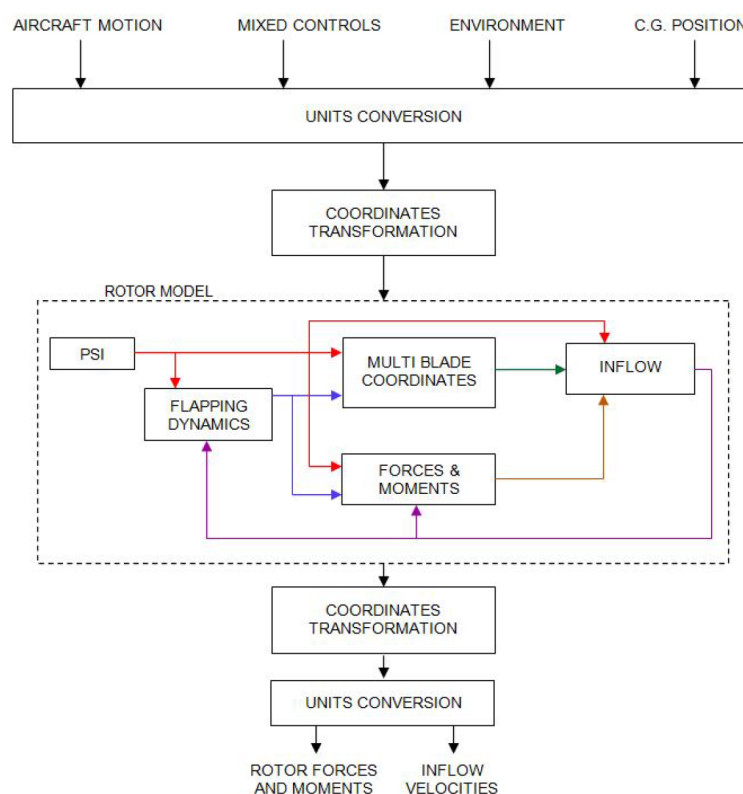 AIRCRAFT MOTION
MIXED CONTROLS
ENVIRONMENT
C.G. POSITION
UNITS CONVERSION
COORDINATES
TRANSFORMATION
ROTOR MODEL
PSI
MULTI BLADE
COORDINATES
INFLOW
FLAPPING
DYNAMICS
FORCES &
MOMENTS
COORDINATES
TRANSFORMATION
UNITS CONVERSION
ROTOR FORCES
AND MOMENTS
INFLOW
VELOCITIES